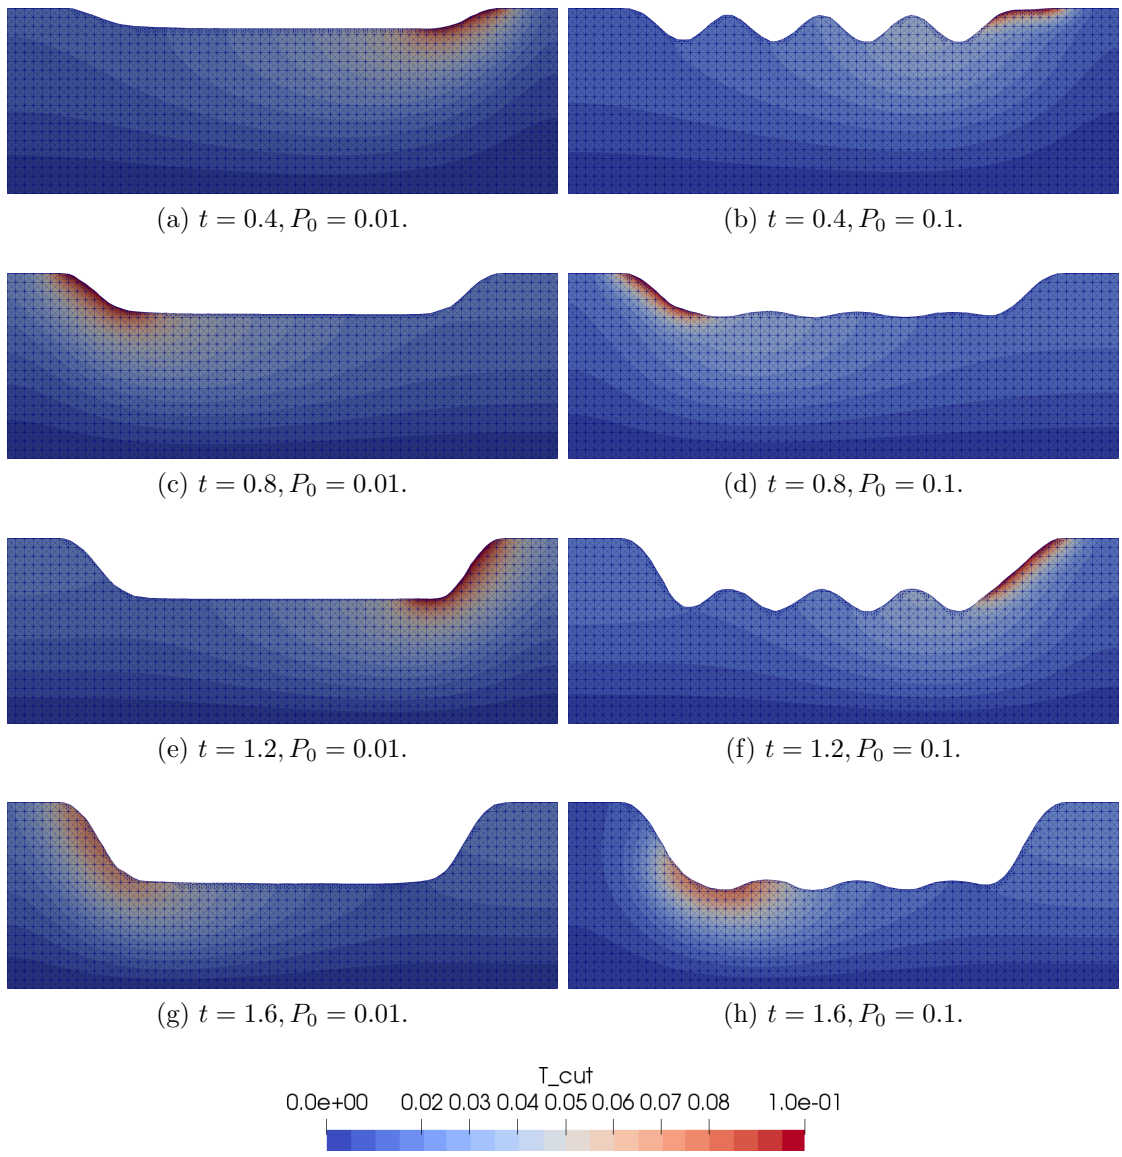 (a) t = 0.4, P₀ = 0.01.
(b) t = 0.4, P₀ = 0.1.
(c) t = 0.8, P₀ = 0.01.
(d) t = 0.8, P₀ = 0.1.
(e) t = 1.2, P₀ = 0.01.
(f) t = 1.2, P₀ = 0.1.
(g) t = 1.6, P₀ = 0.01.
(h) t = 1.6, P₀ = 0.1.
T_cut
0.0e+00 0.02 0.03 0.04 0.05 0.06 0.07 0.08 1.0e-01